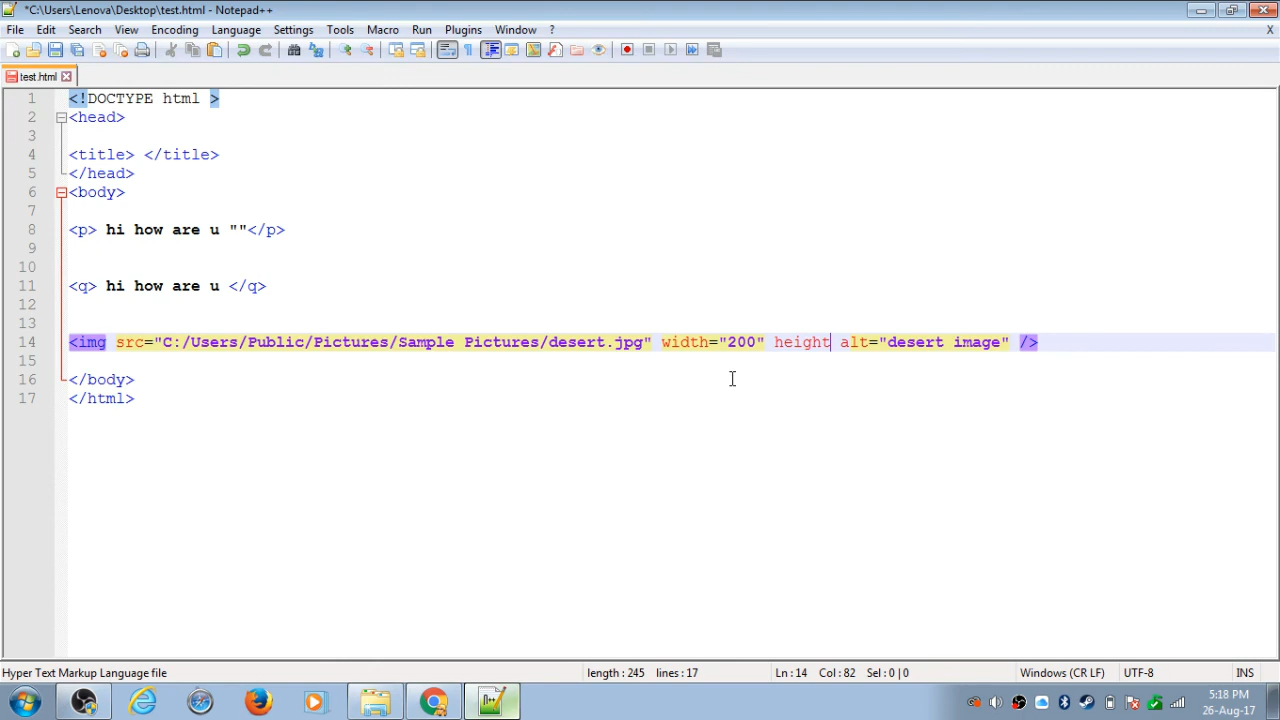 *C:\Users\Lenova\Desktop\test.html - Notepad++
File Edit Search View Encoding Language Settings Tools Macro Run Plugins Window ? X
test.html
1 <!DOCTYPE html >
2 <head>
3
4 <title> </title>
5 </head>
6 <body>
7
8 <p> hi how are u ""</p>
9
10
11 <q> hi how are u </q>
12
13
14 <img src="C:/Users/Public/Pictures/Sample Pictures/desert.jpg" width="200" height alt="desert image" />
15
16 </body>
17 </html>
Hyper Text Markup Language file length : 245 lines : 17 Ln : 14 Col : 82 Sel : 0 | 0 Windows (CR LF) UTF-8 INS
5:18 PM
26-Aug-17